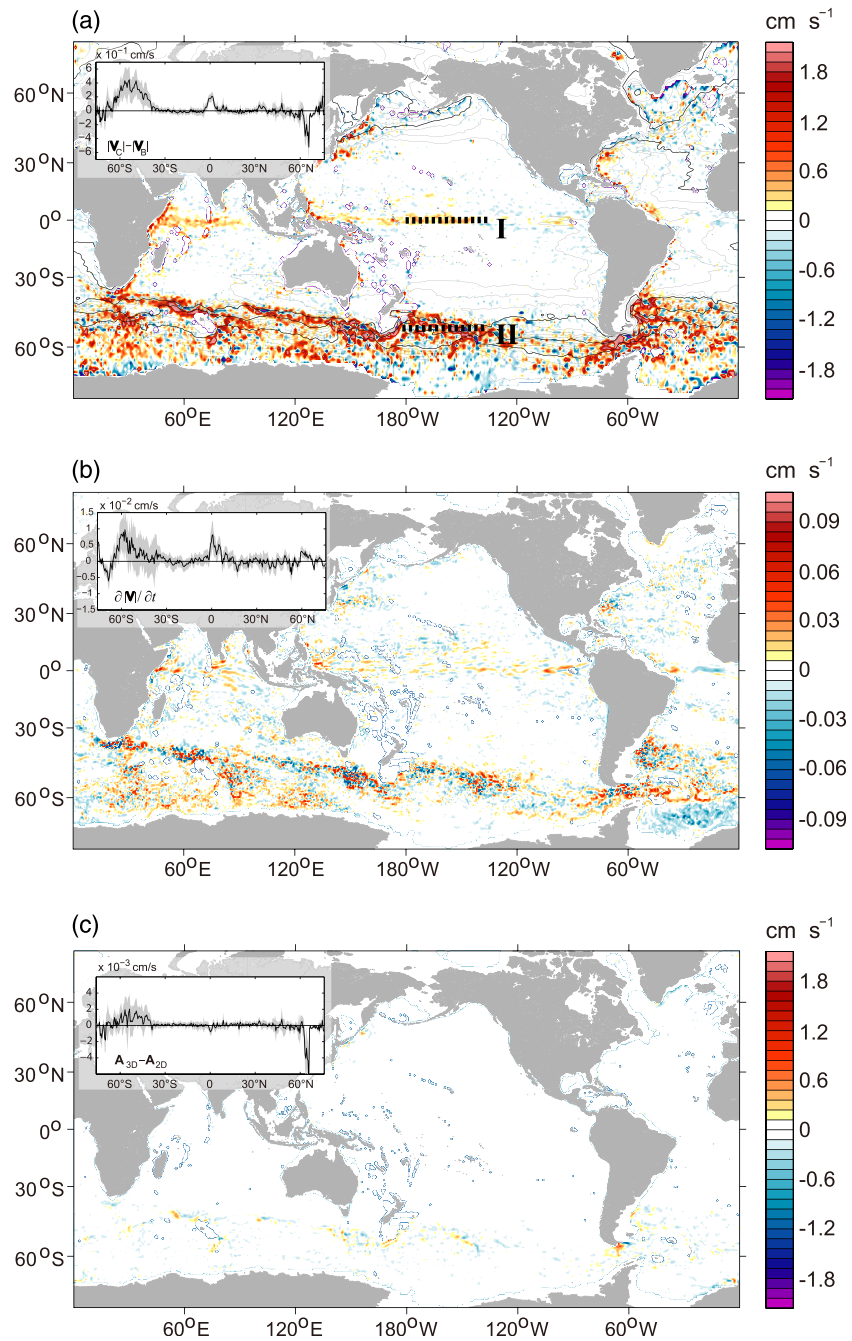 (a)
cm s⁻¹
x 10⁻¹ cm/s
6
4
2
0
−2
−4
−6
|V_C|−|V_B|
60°S 30°S 0° 30°N 60°N
60°N
30°N
0°
30°S
60°S
I
II
60°E 120°E 180°W 120°W 60°W
1.8
1.2
0.6
0
-0.6
-1.2
-1.8
(b)
cm s⁻¹
x 10⁻² cm/s
1.5
1
0.5
0
−0.5
−1
−1.5
∂|V|/∂t
60°S 30°S 0 30°N 60°N
60°N
30°N
0°
30°S
60°S
60°E 120°E 180°W 120°W 60°W
0.09
0.06
0.03
0
-0.03
-0.06
-0.09
(c)
cm s⁻¹
x 10⁻³ cm/s
4
2
0
−2
−4
A 3D−A 2D
60°S 30°S 0° 30°N 60°N
60°N
30°N
0°
30°S
60°S
60°E 120°E 180°W 120°W 60°W
1.8
1.2
0.6
0
-0.6
-1.2
-1.8